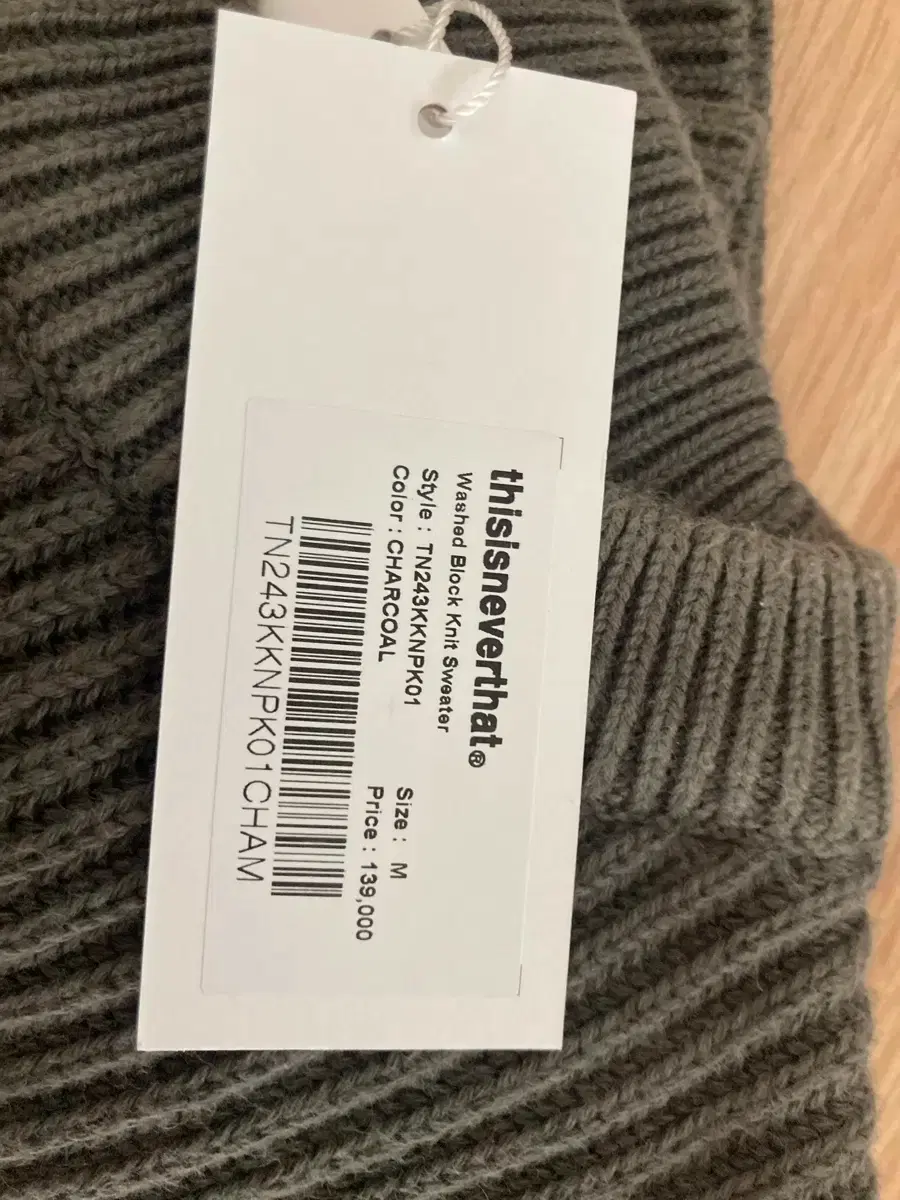 thisisneverthat®
Washed Block Knit Sweater
Style : TN243KKNPK01
Size : M
Color : CHARCOAL
Price : 139,000
TN243KKNPK01CHAM